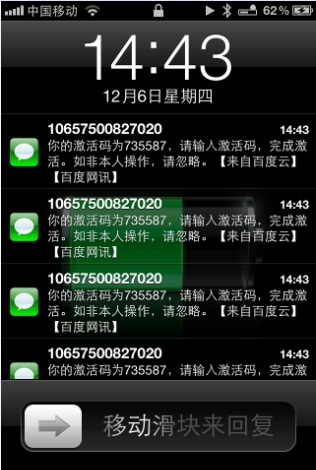 中国移动 62%
14:43
12月6日星期四
10657500827020 14:43
你的激活码为735587，请输入激活码，完成激
活。如非本人操作，请忽略。【来自百度云】
【百度网讯】
10657500827020 14:43
你的激活码为735587，请输入激活码，完成激
活。如非本人操作，请忽略。【来自百度云】
【百度网讯】
10657500827020 14:43
你的激活码为735587，请输入激活码，完成激
活。如非本人操作，请忽略。【来自百度云】
【百度网讯】
10657500827020 14:43
你的激活码为735587，请输入激活码，完成激
移动滑块来回复